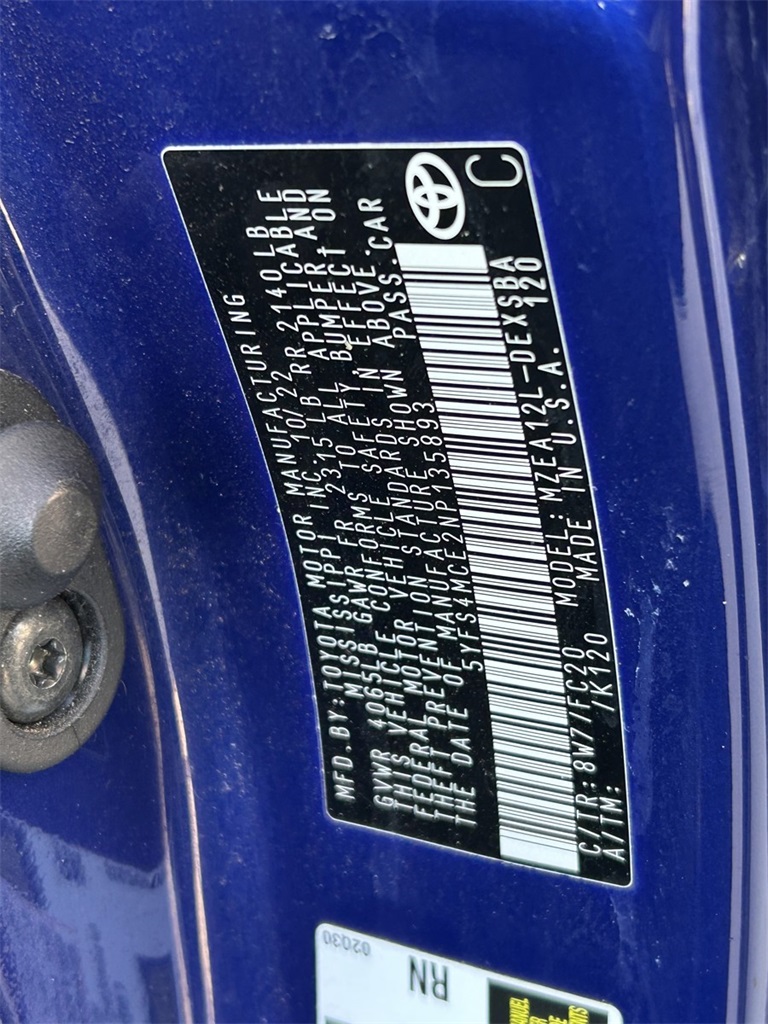 MFD.BY:TOYOTA MOTOR MANUFACTURING
MISSISSIPPI INC. 10/22
GVWR 4065LB GAWR FR 2315 LB RR 2140LB
THIS VEHICLE CONFORMS TO ALL APPLICABLE
FEDERAL MOTOR VEHICLE SAFETY, BUMPER AND
THEFT PREVENTION STANDARDS IN EFFECT ON
THE DATE OF MANUFACTURE SHOWN ABOVE.
5YFS4MCE2NP135893 PASS.CAR
C
C/TR: 8W7/FC20 MODEL: MZEA12L-DEXSBA
A/TM: /K120 MADE IN U.S.A. 120
02Q30
RN